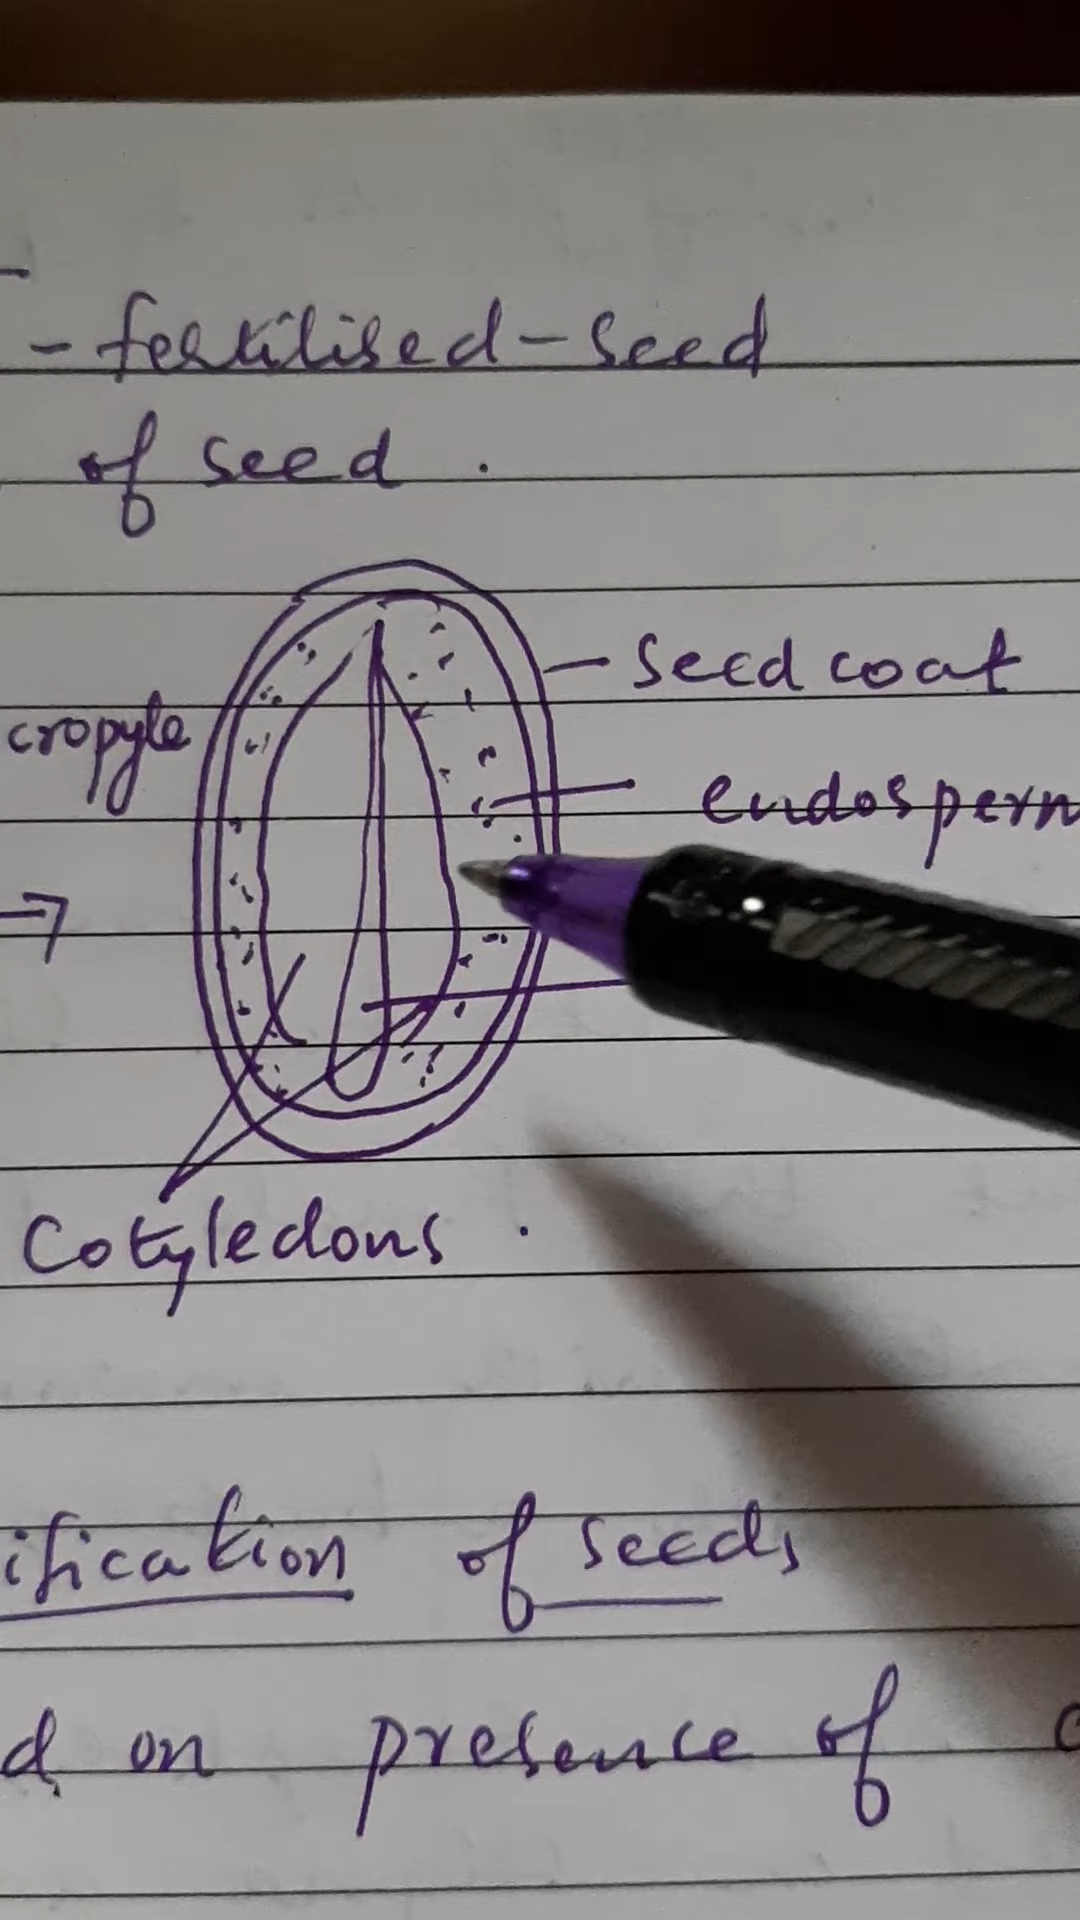 - fertilised - seed
of seed .
seed coat
cropyle
endosperm
Cotyledons .
ification of seeds
d on presence of